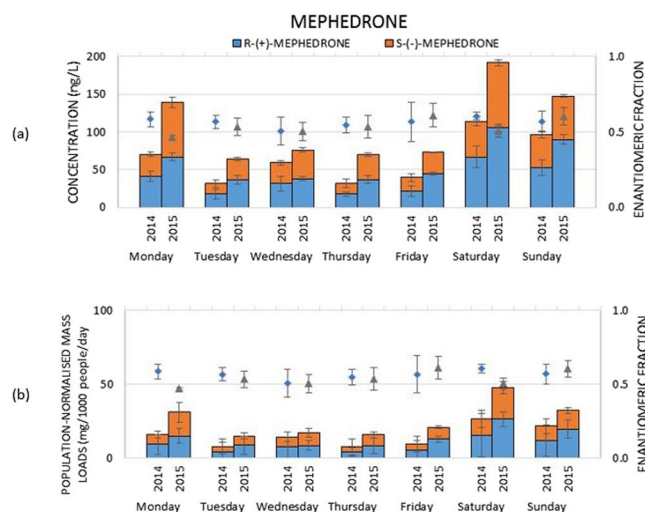 MEPHEDRONE
R-(+)-MEPHEDRONE S-(-)-MEPHEDRONE
(a)
CONCENTRATION (ng/L)
200
150
100
50
0
1.0
0.5
0.0
ENANTIOMERIC FRACTION
2014 2015 2014 2015 2014 2015 2014 2015 2014 2015 2014 2015 2014 2015
Monday Tuesday Wednesday Thursday Friday Saturday Sunday
(b)
POPULATION-NORMALISED MASS
LOADS (mg/1000 people/day
100
50
0
1.0
0.5
0.0
ENANTIOMERIC FRACTION
2014 2015 2014 2015 2014 2015 2014 2015 2014 2015 2014 2015 2014 2015
Monday Tuesday Wednesday Thursday Friday Saturday Sunday